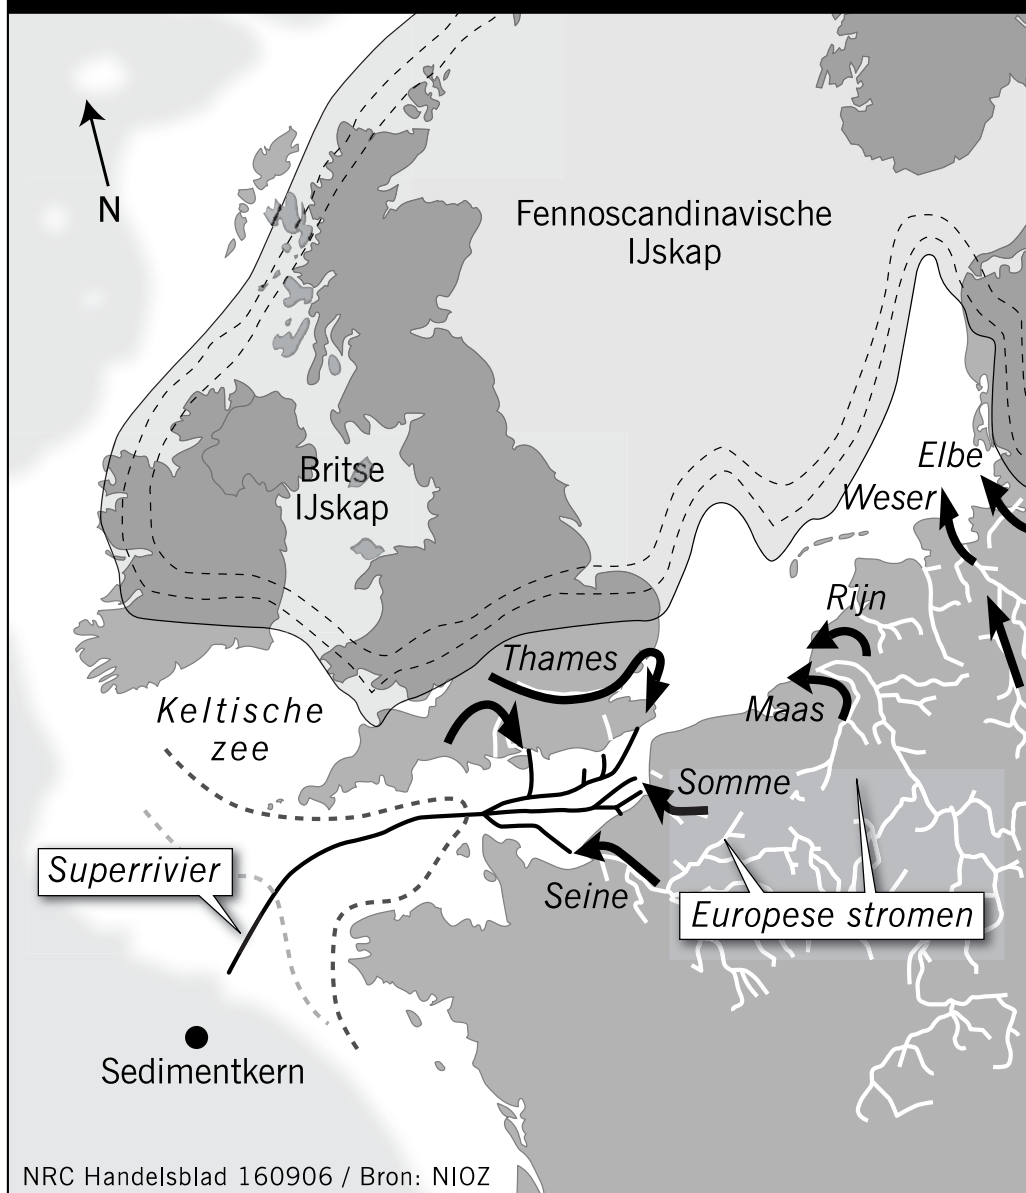 N
Fennoscandinavische
IJskap
Britse
IJskap
Elbe
Weser
Rijn
Thames
Maas
Keltische
zee
Somme
Superrivier
Seine
Europese stromen
Sedimentkern
NRC Handelsblad 160906 / Bron: NIOZ